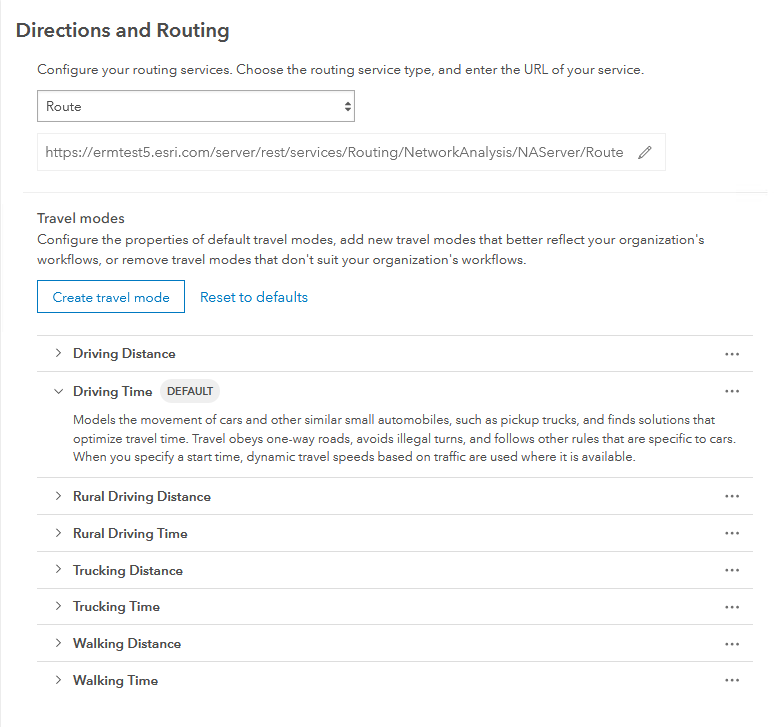 Directions and Routing
Configure your routing services. Choose the routing service type, and enter the URL of your service.
Route
https://ermtest5.esri.com/server/rest/services/Routing/NetworkAnalysis/NAServer/Route
Travel modes
Configure the properties of default travel modes, add new travel modes that better reflect your organization's
workflows, or remove travel modes that don't suit your organization's workflows.
Create travel mode Reset to defaults
Driving Distance
Driving Time DEFAULT
Models the movement of cars and other similar small automobiles, such as pickup trucks, and finds solutions that
optimize travel time. Travel obeys one-way roads, avoids illegal turns, and follows other rules that are specific to cars.
When you specify a start time, dynamic travel speeds based on traffic are used where it is available.
Rural Driving Distance
Rural Driving Time
Trucking Distance
Trucking Time
Walking Distance
Walking Time